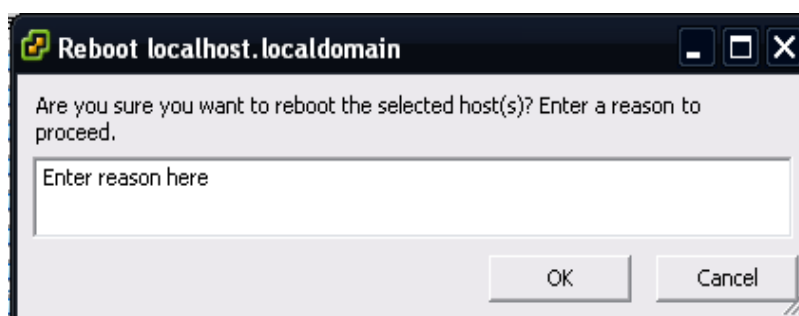 Reboot localhost.localdomain
Are you sure you want to reboot the selected host(s)? Enter a reason to
proceed.
Enter reason here
OK
Cancel